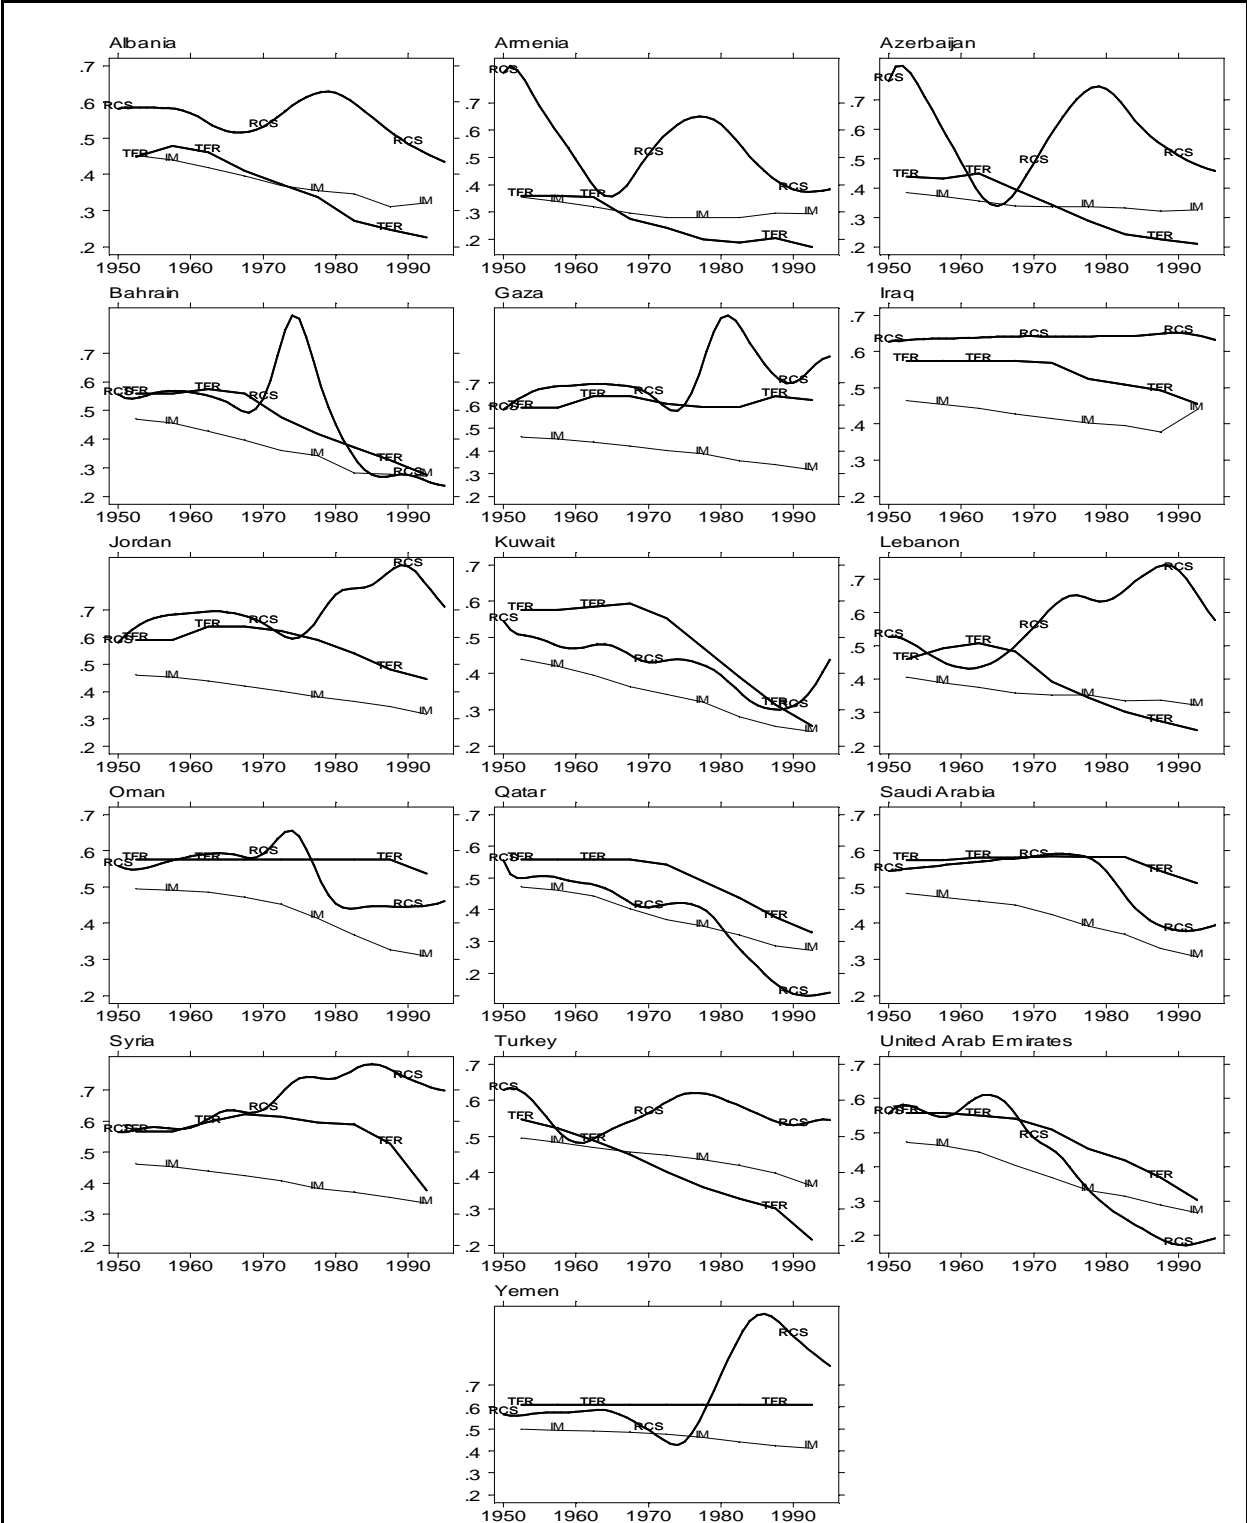 Albania Armenia Azerbaijan
.7
.6
.5
.4
.3
.2
RCS RCS RCS
TFR TFR
IM IM IM
1950 1960 1970 1980 1990
.7
.6
.5
.4
.3
.2
RCS RCS RCS
TFR TFR TFR
IM IM IM
1950 1960 1970 1980 1990
.7
.6
.5
.4
.3
.2
RCS RCS RCS
TFR TFR TFR
IM IM IM
1950 1960 1970 1980 1990
Bahrain Gaza Iraq
.7
.6
.5
.4
.3
.2
RCS TFR TFR RCS
IM IM TFR RCS IM
1950 1960 1970 1980 1990
.7
.6
.5
.4
.3
.2
RCS TFR TFR RCS RCS TFR
IM IM IM
1950 1960 1970 1980 1990
.7
.6
.5
.4
.3
.2
RCS RCS RCS
TFR TFR TFR
IM IM IM
1950 1960 1970 1980 1990
Jordan Kuwait Lebanon
.7
.6
.5
.4
.3
.2
RCS TFR TFR RCS RCS
TFR
IM IM IM
1950 1960 1970 1980 1990
.7
.6
.5
.4
.3
.2
TFR TFR
RCS RCS TFR RCS
IM IM IM
1950 1960 1970 1980 1990
.7
.6
.5
.4
.3
.2
RCS RCS RCS
TFR TFR TFR
IM IM IM
1950 1960 1970 1980 1990
Oman Qatar Saudi Arabia
.7
.6
.5
.4
.3
.2
RCS TFR TFR RCS TFR
IM IM RCS IM
1950 1960 1970 1980 1990
.7
.6
.5
.4
.3
.2
RCS TFR TFR RCS TFR
IM IM IM RCS
1950 1960 1970 1980 1990
.7
.6
.5
.4
.3
.2
RCS TFR TFR RCS TFR
IM IM RCS IM
1950 1960 1970 1980 1990
Syria Turkey United Arab Emirates
.7
.6
.5
.4
.3
.2
RCS TFR TFR RCS RCS
TFR
IM IM IM
1950 1960 1970 1980 1990
.7
.6
.5
.4
.3
.2
RCS RCS RCS
TFR TFR TFR
IM IM IM
1950 1960 1970 1980 1990
.7
.6
.5
.4
.3
.2
RCS TFR TFR RCS TFR
IM IM IM RCS
1950 1960 1970 1980 1990
Yemen
.7
.6
.5
.4
.3
.2
RCS TFR TFR RCS TFR RCS
IM IM IM
1950 1960 1970 1980 1990